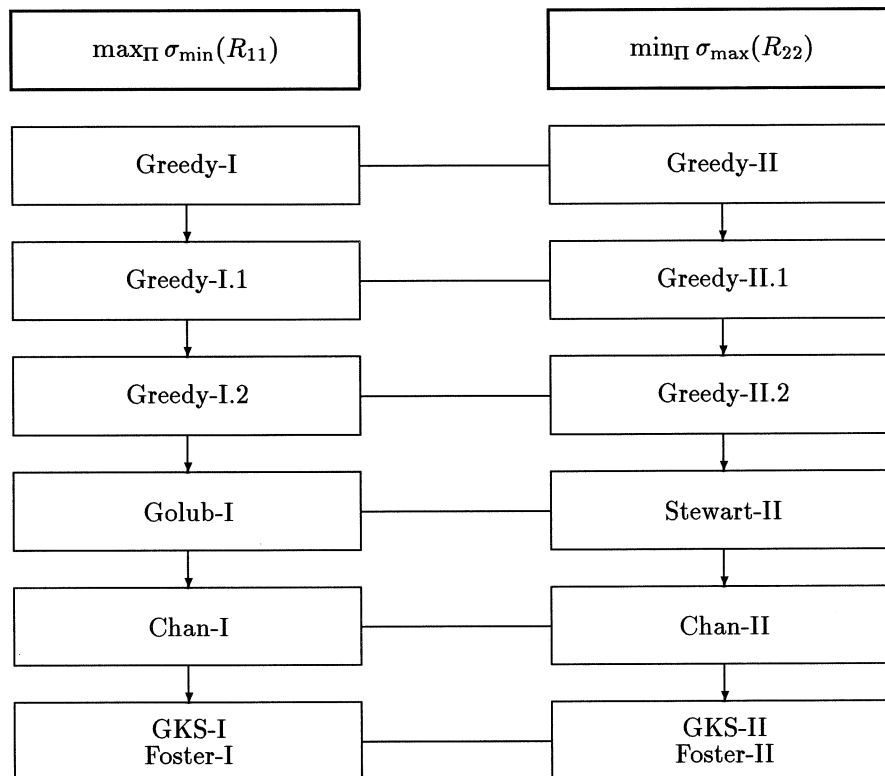 max_Π σ_min(R_11)
min_Π σ_max(R_22)
Greedy-I
Greedy-II
Greedy-I.1
Greedy-II.1
Greedy-I.2
Greedy-II.2
Golub-I
Stewart-II
Chan-I
Chan-II
GKS-I
Foster-I
GKS-II
Foster-II